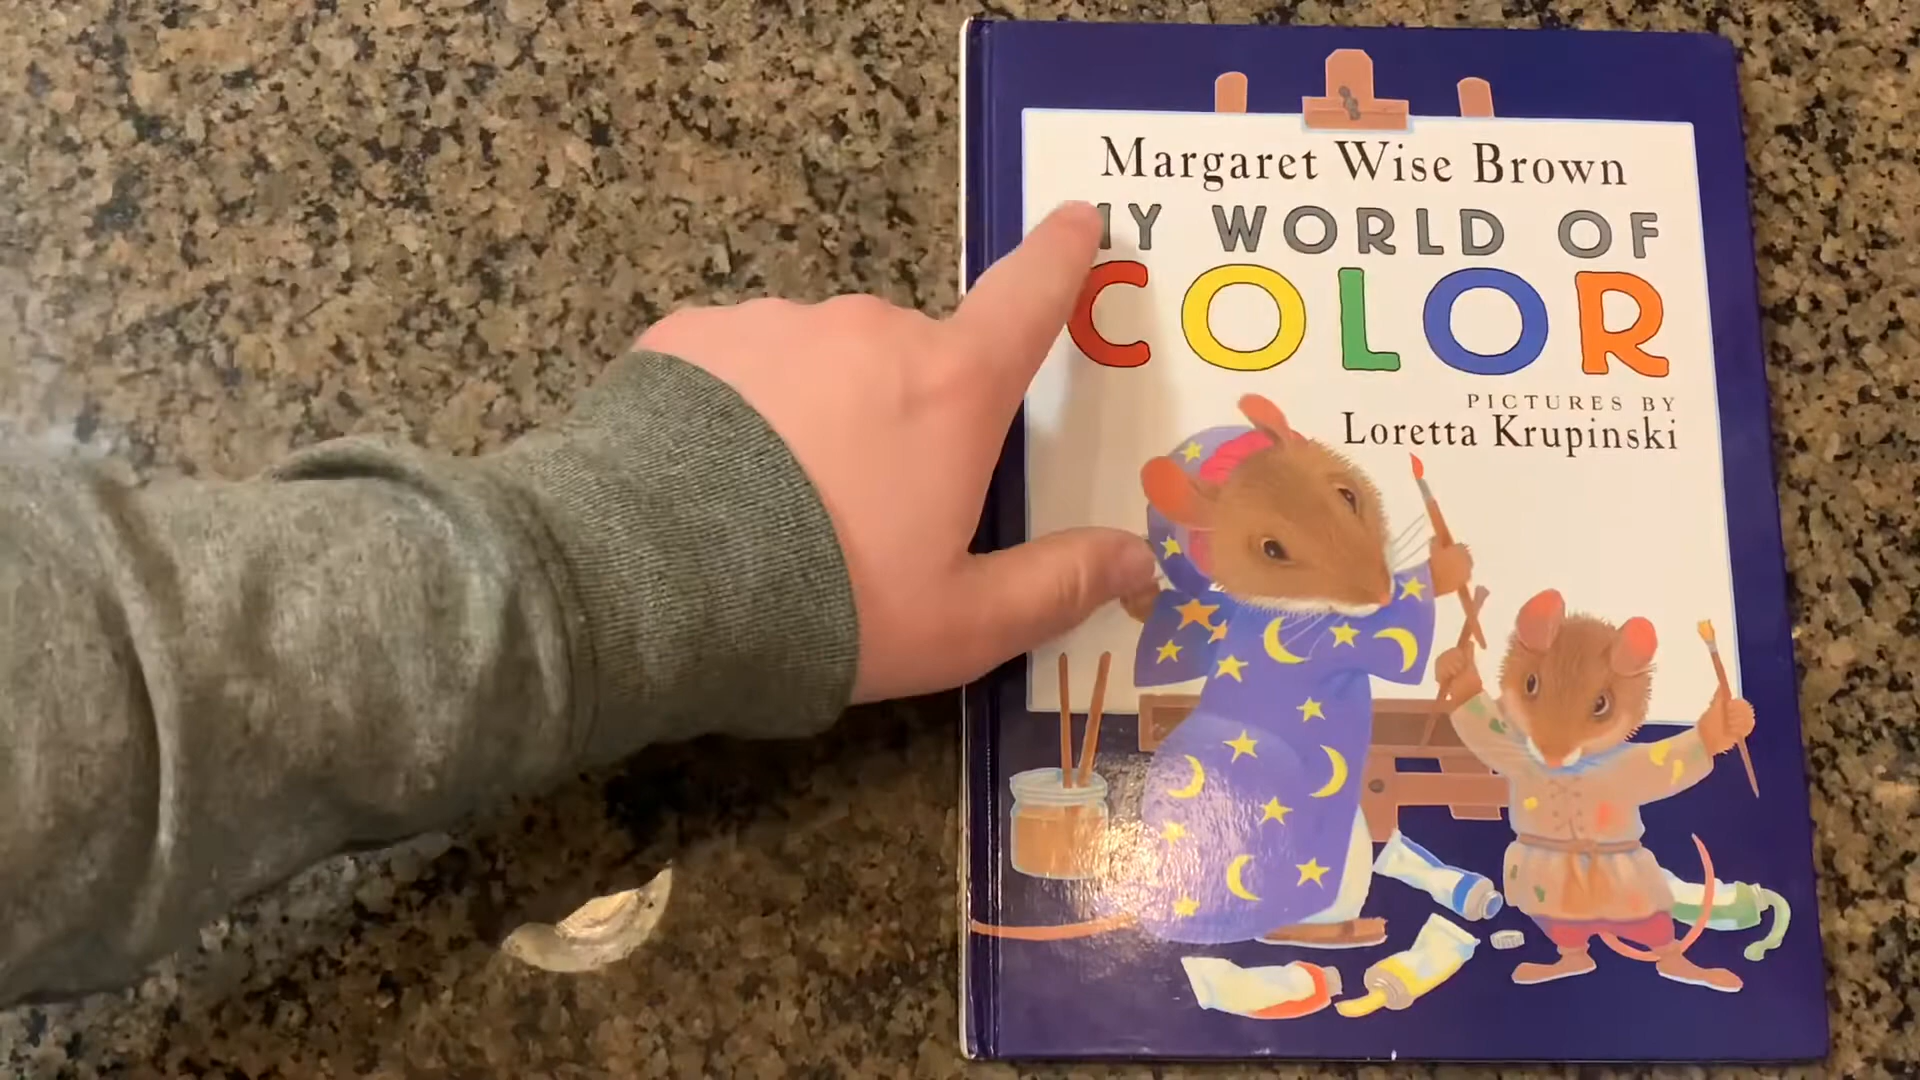 Margaret Wise Brown
MY WORLD OF
COLOR
PICTURES BY
Loretta Krupinski